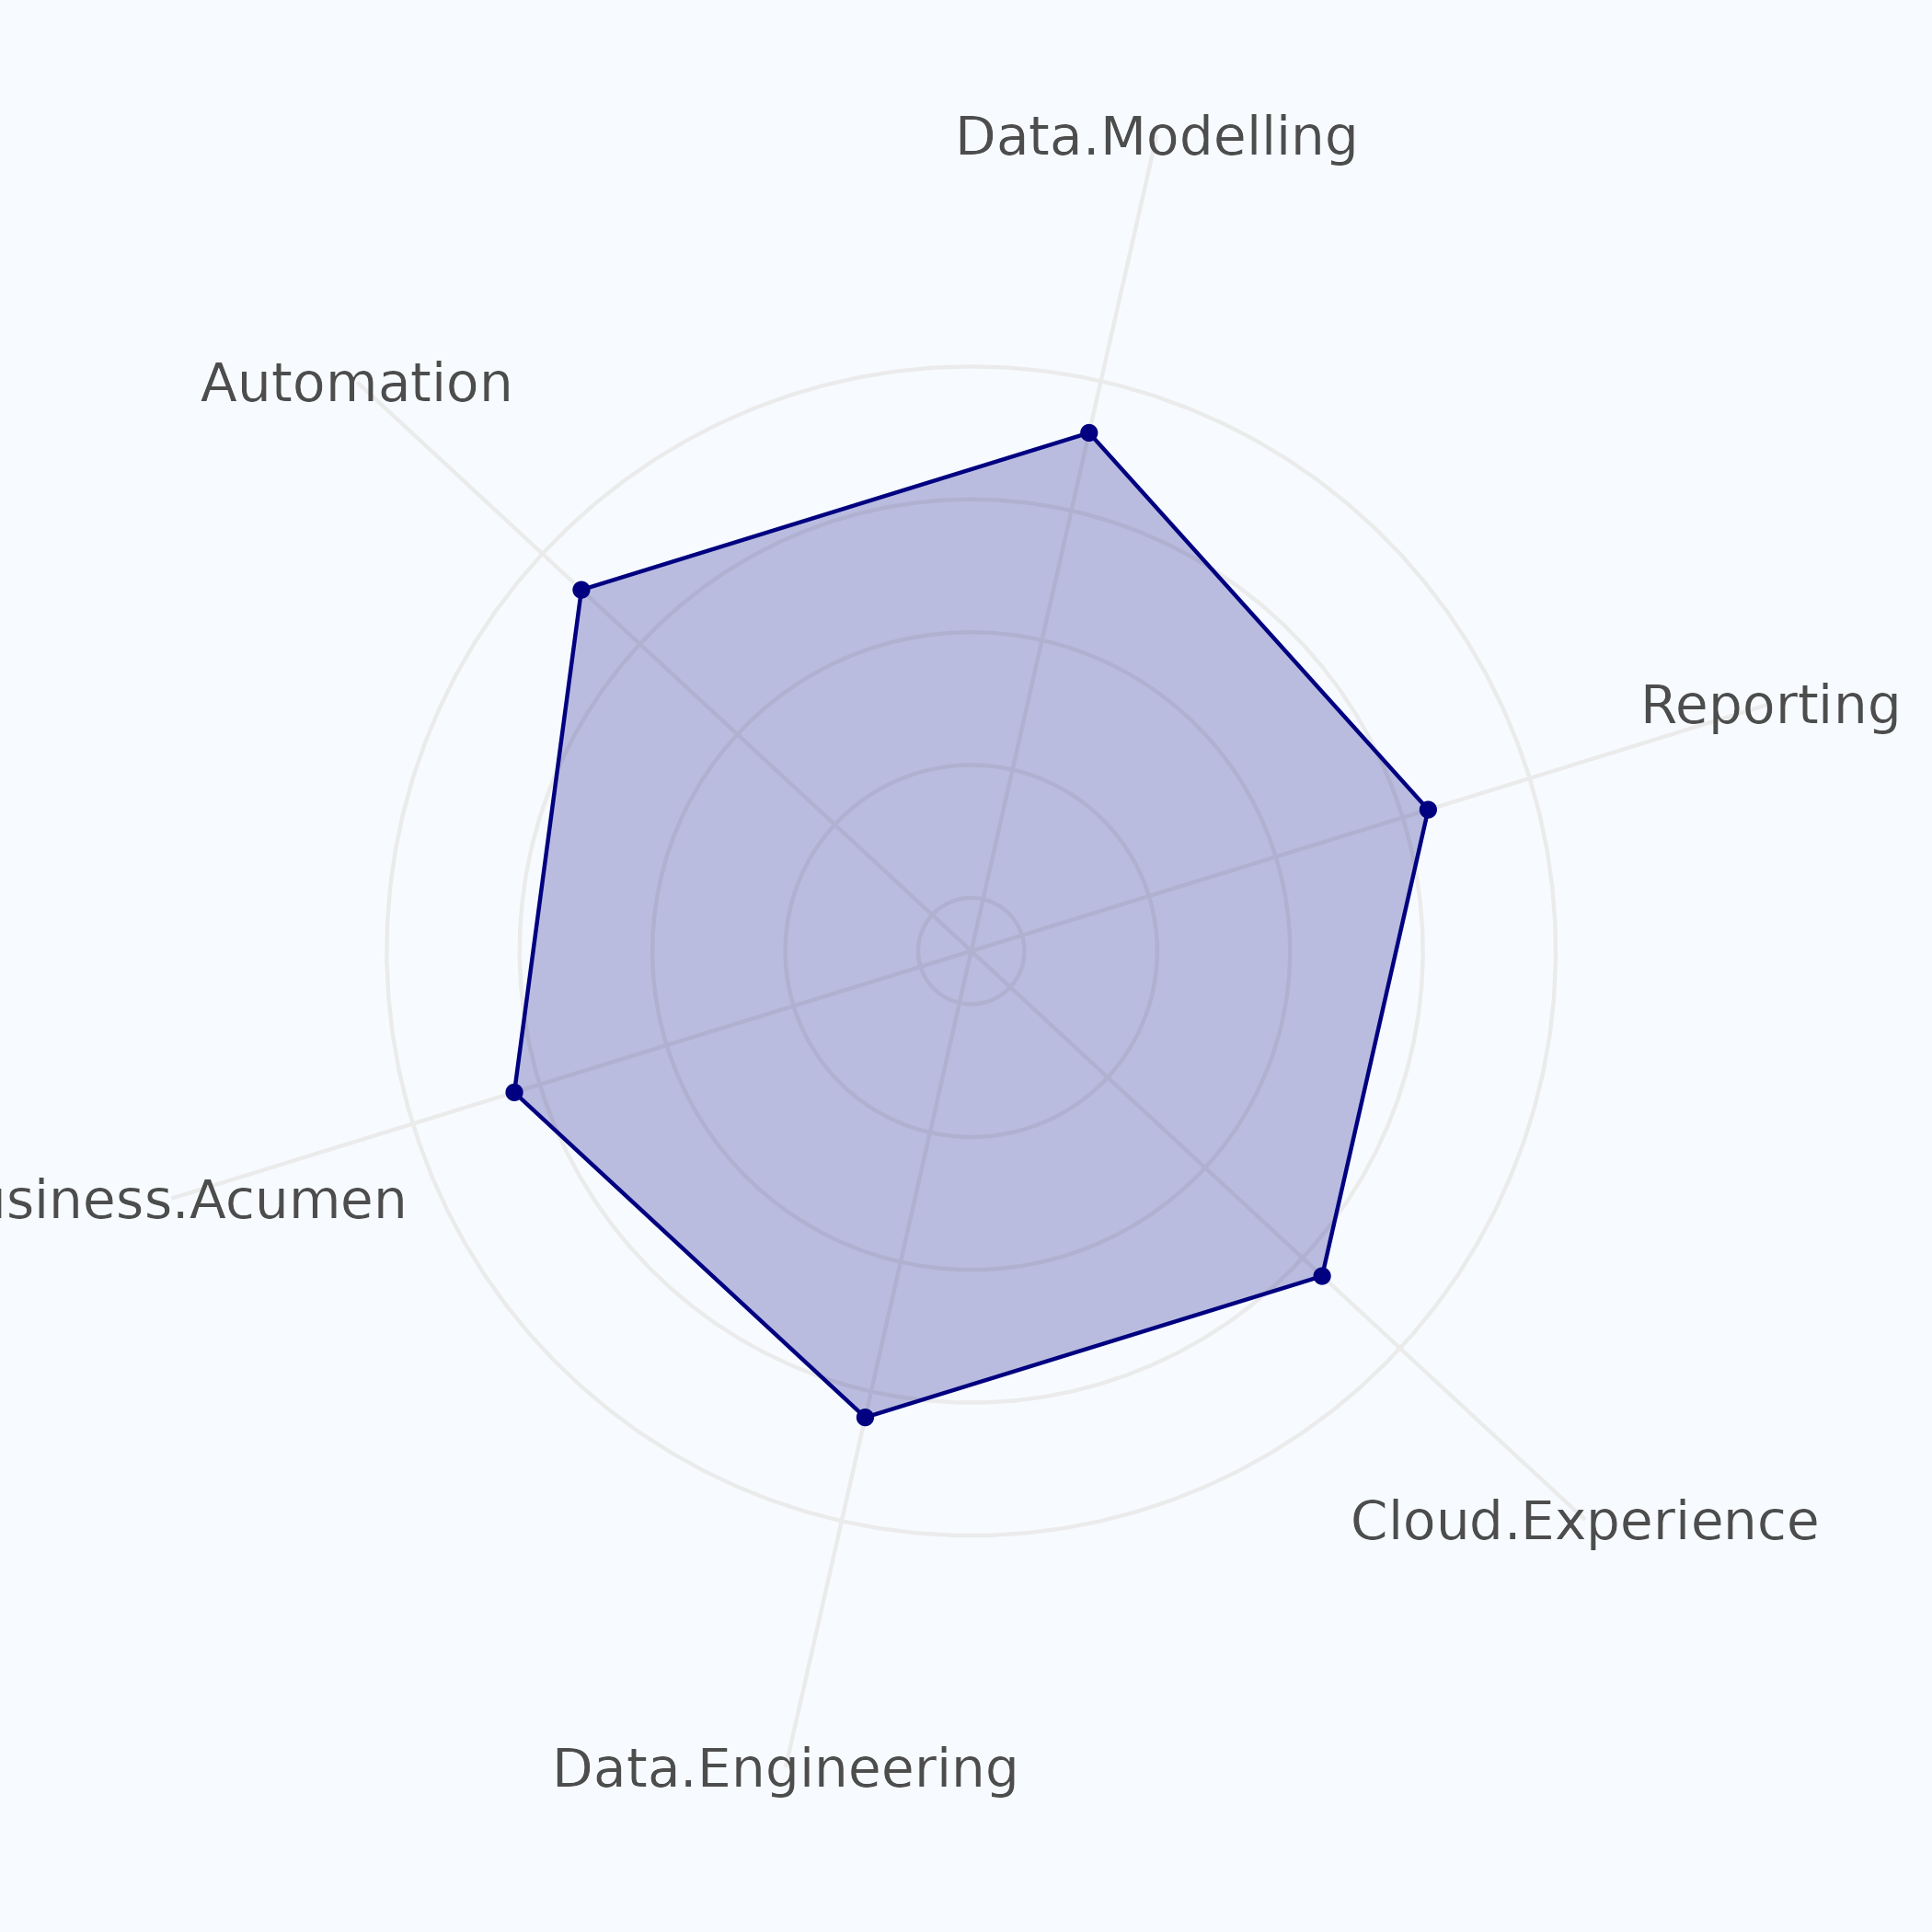 Data.Modelling
Automation
Reporting
usiness.Acumen
Cloud.Experience
Data.Engineering